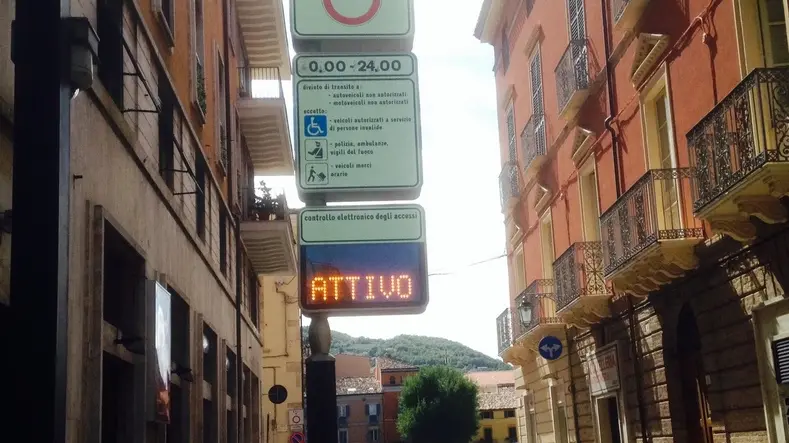 0.00 - 24.00
divieto di transito a:
- autoveicoli non autorizzati
- motoveicoli non autorizzati
eccetto:
- veicoli autorizzati a servizio
di persone invalide
- polizia, ambulanze,
vigili del fuoco
- veicoli merci
orario
controllo elettronico degli accessi
ATTIVO